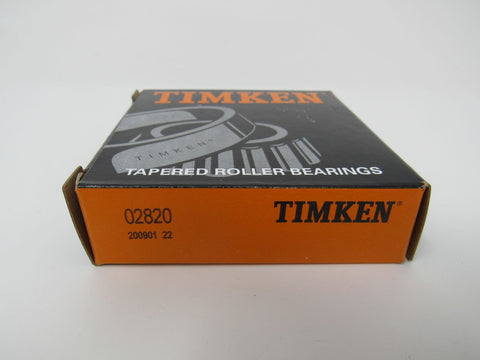 TIMKEN
TIMKEN®
TAPERED ROLLER BEARINGS
02820
TIMKEN®
200901 22